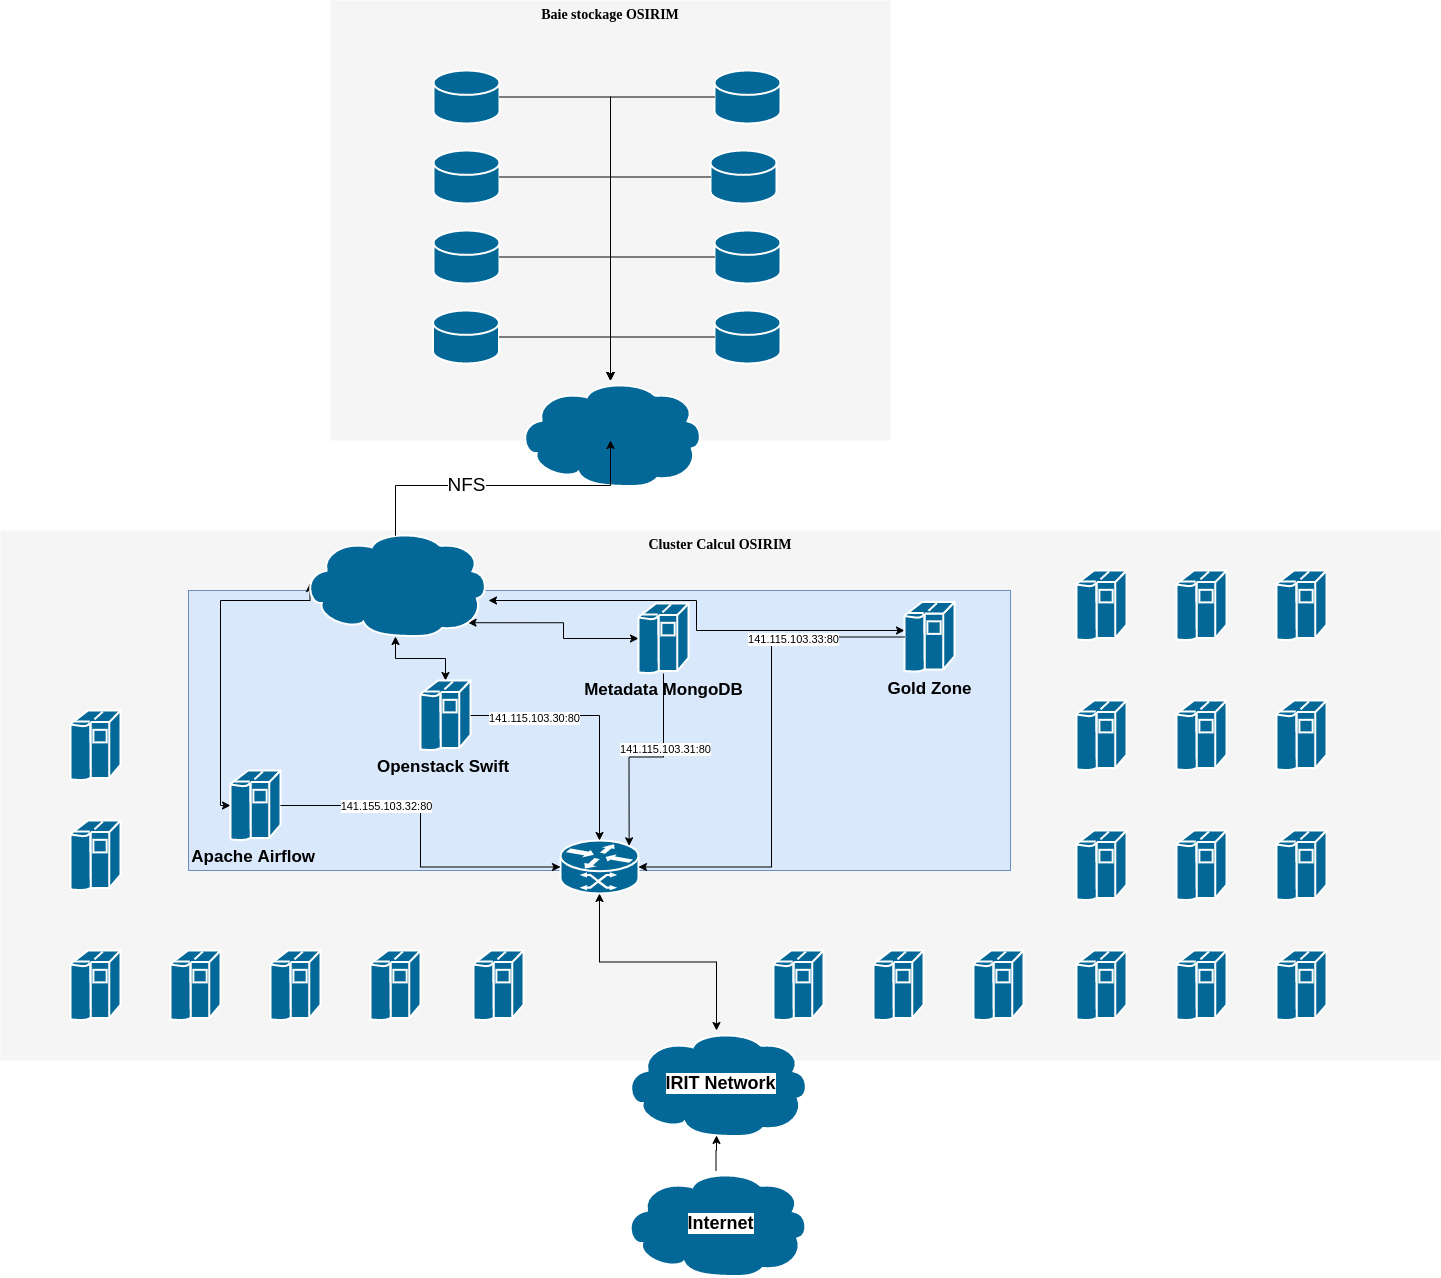 Baie stockage OSIRIM
NFS
Cluster Calcul OSIRIM
141.115.103.33:80
Metadata MongoDB
Gold Zone
141.115.103.30:80
141.115.103.31:80
Openstack Swift
141.155.103.32:80
Apache Airflow
IRIT Network
Internet